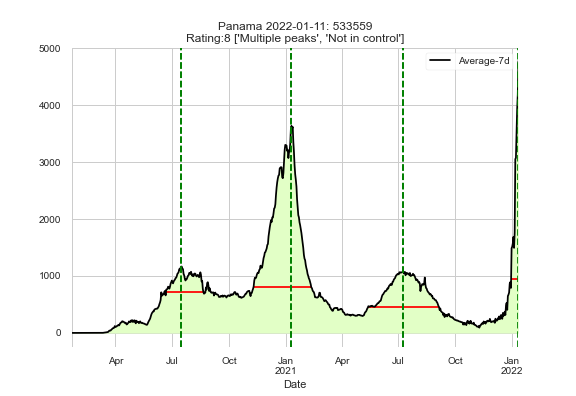 Panama 2022-01-11: 533559
Rating:8 ['Multiple peaks', 'Not in control']
5000
Average-7d
4000
3000
2000
1000
0
Apr Jul Oct Jan Apr Jul Oct Jan
2021 2022
Date